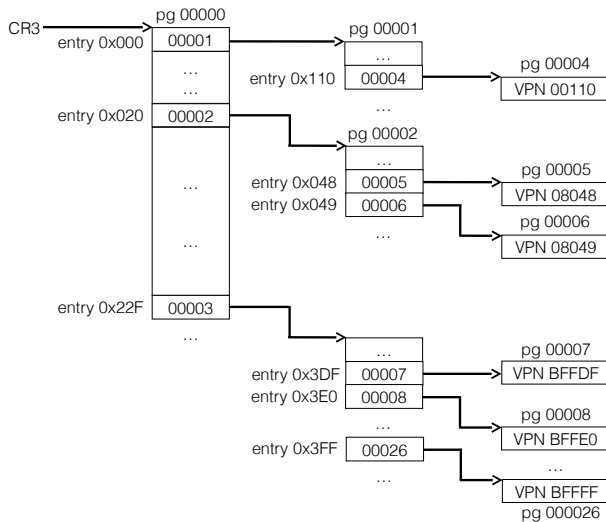 CR3
pg 00000
entry 0x000
00001
…
…
entry 0x020
00002
…
…
entry 0x22F
00003
…
pg 00001
…
entry 0x110
00004
…
pg 00004
VPN 00110
pg 00002
…
entry 0x048
00005
entry 0x049
00006
…
pg 00005
VPN 08048
pg 00006
VPN 08049
…
entry 0x3DF
00007
entry 0x3E0
00008
…
entry 0x3FF
00026
…
pg 00007
VPN BFFDF
pg 00008
VPN BFFE0
…
VPN BFFFF
pg 000026